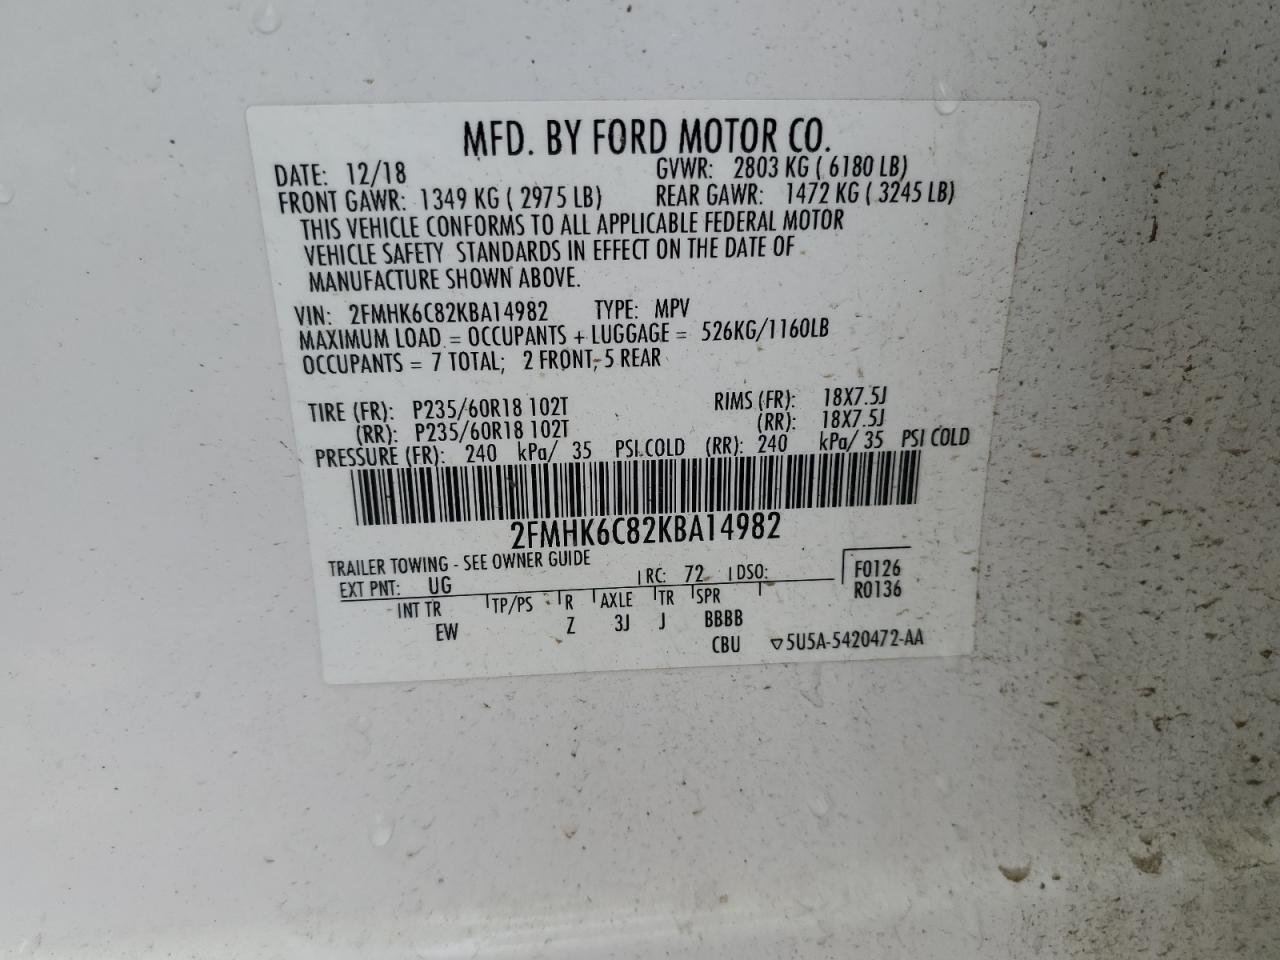 MFD. BY FORD MOTOR CO.
DATE: 12/18 GVWR: 2803 KG ( 6180 LB)
FRONT GAWR: 1349 KG ( 2975 LB) REAR GAWR: 1472 KG ( 3245 LB)
THIS VEHICLE CONFORMS TO ALL APPLICABLE FEDERAL MOTOR
VEHICLE SAFETY STANDARDS IN EFFECT ON THE DATE OF
MANUFACTURE SHOWN ABOVE.
VIN: 2FMHK6C82KBA14982 TYPE: MPV
MAXIMUM LOAD = OCCUPANTS + LUGGAGE = 526KG/1160LB
OCCUPANTS = 7 TOTAL; 2 FRONT, 5 REAR
TIRE (FR): P235/60R18 102T RIMS (FR): 18X7.5J
(RR): P235/60R18 102T (RR): 18X7.5J
PRESSURE (FR): 240 kPa/ 35 PSI COLD (RR): 240 kPa/ 35 PSI COLD
2FMHK6C82KBA14982
TRAILER TOWING - SEE OWNER GUIDE
EXT PNT: UG RC: 72 DSO: F0126
R0136
INT TR TP/PS R AXLE TR SPR
EW Z 3J J BBBB
CBU ▽5U5A-5420472-AA